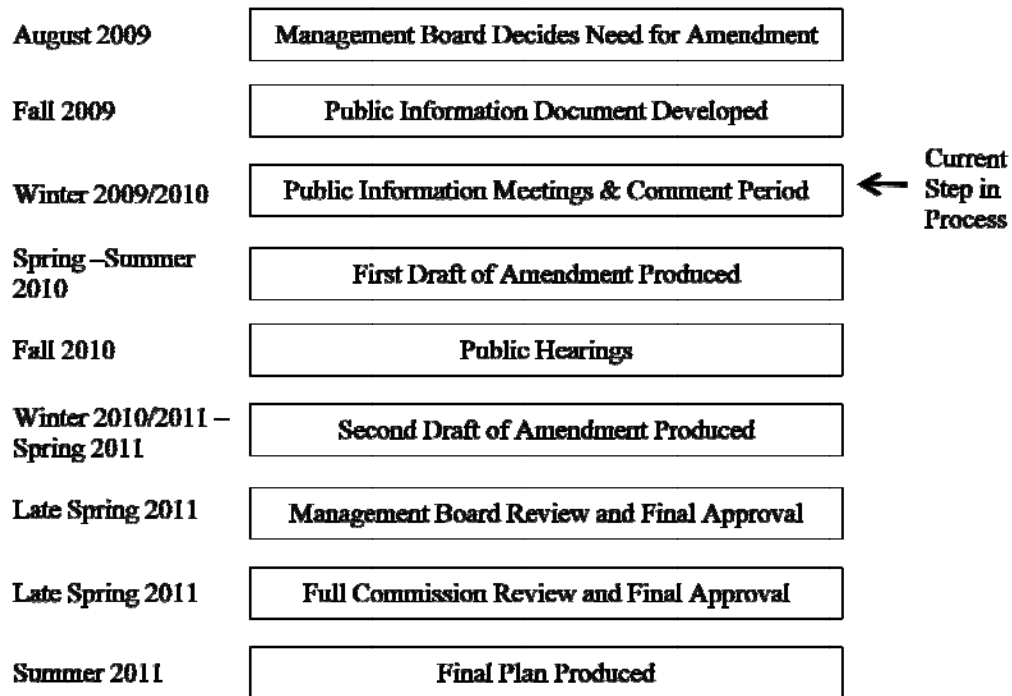 August 2009
Management Board Decides Need for Amendment
Fall 2009
Public Information Document Developed
Winter 2009/2010
Public Information Meetings & Comment Period
Current
Step in
Process
Spring –Summer
2010
First Draft of Amendment Produced
Fall 2010
Public Hearings
Winter 2010/2011 –
Spring 2011
Second Draft of Amendment Produced
Late Spring 2011
Management Board Review and Final Approval
Late Spring 2011
Full Commission Review and Final Approval
Summer 2011
Final Plan Produced